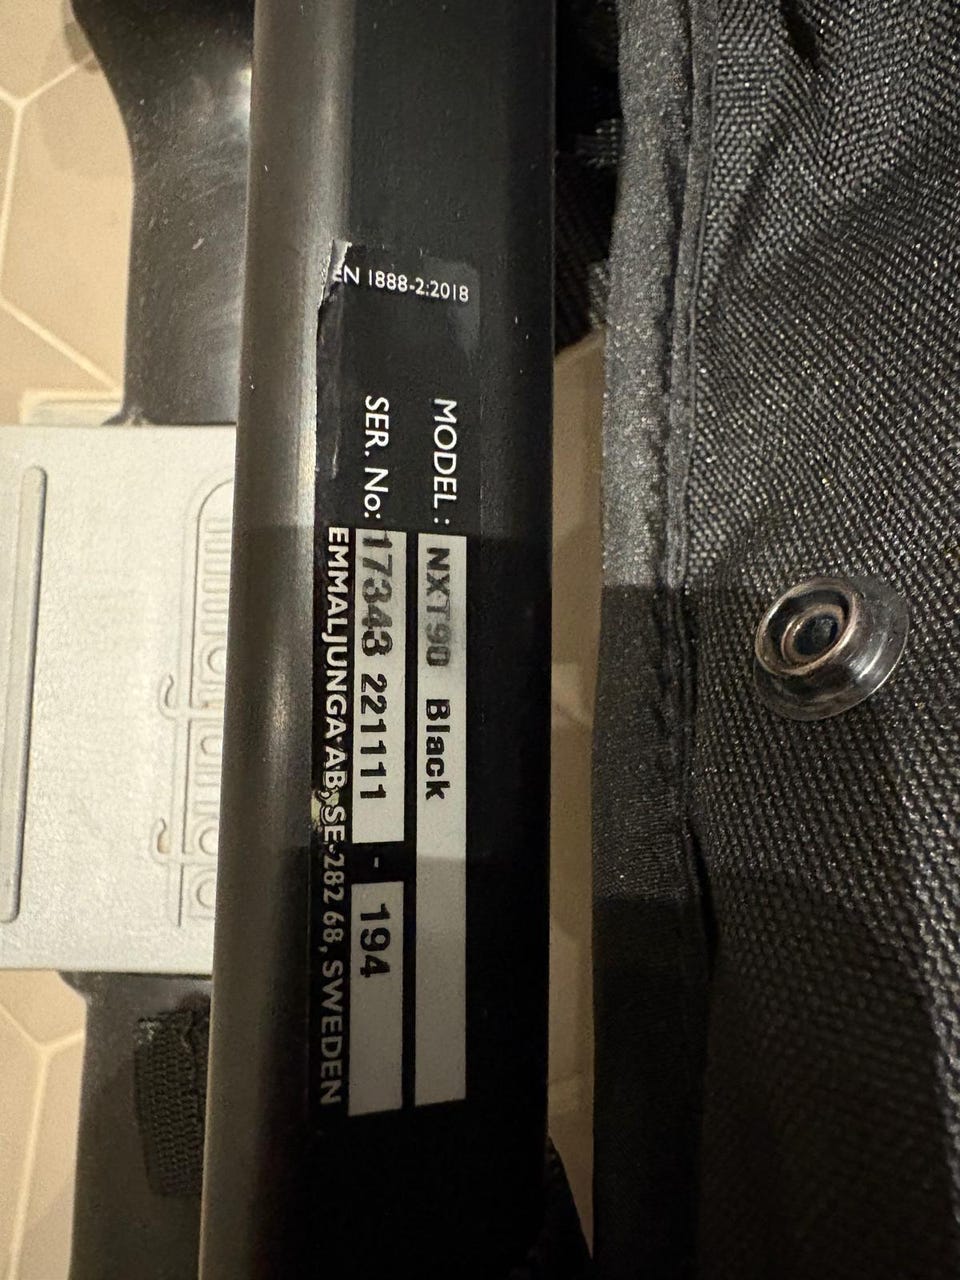 MODEL: NXT90 Black
SER. No: 17343 221111 - 194
EMMALJUNGA AB, SE-282 68, SWEDEN
EN 1888-2:2018